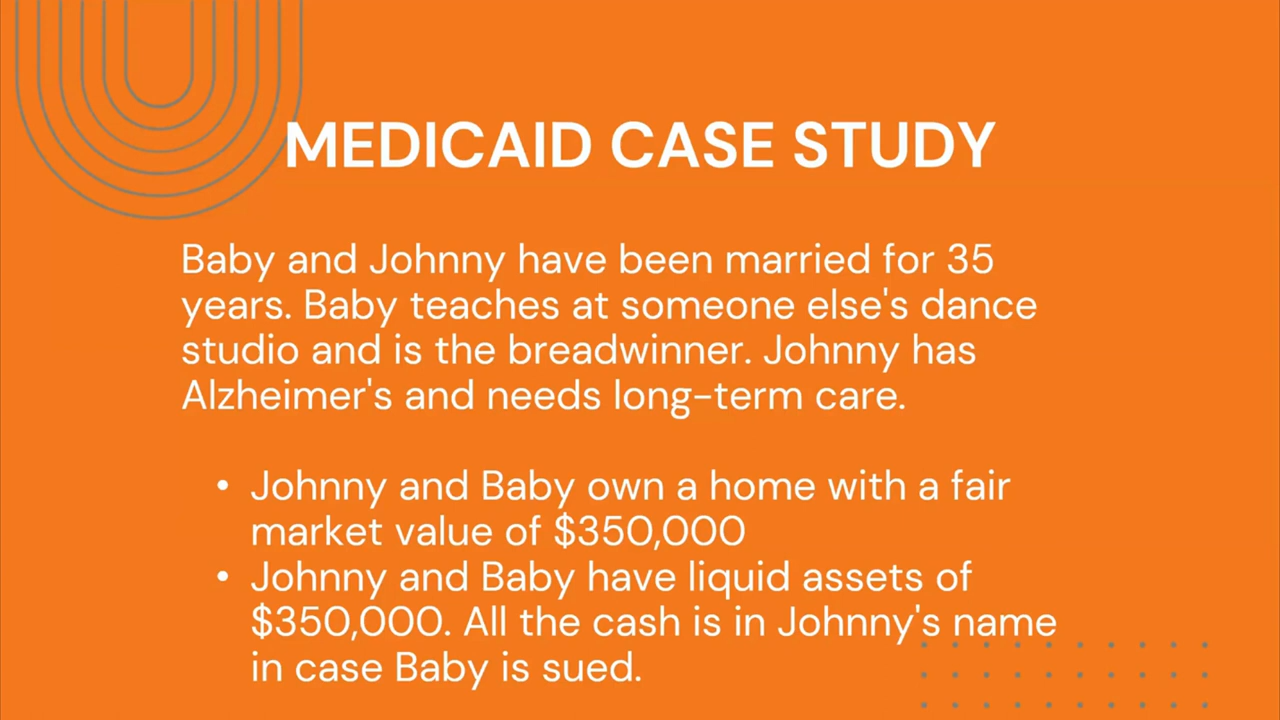 MEDICAID CASE STUDY
Baby and Johnny have been married for 35
years. Baby teaches at someone else's dance
studio and is the breadwinner. Johnny has
Alzheimer's and needs long-term care.
• Johnny and Baby own a home with a fair
market value of $350,000
• Johnny and Baby have liquid assets of
$350,000. All the cash is in Johnny's name
in case Baby is sued.